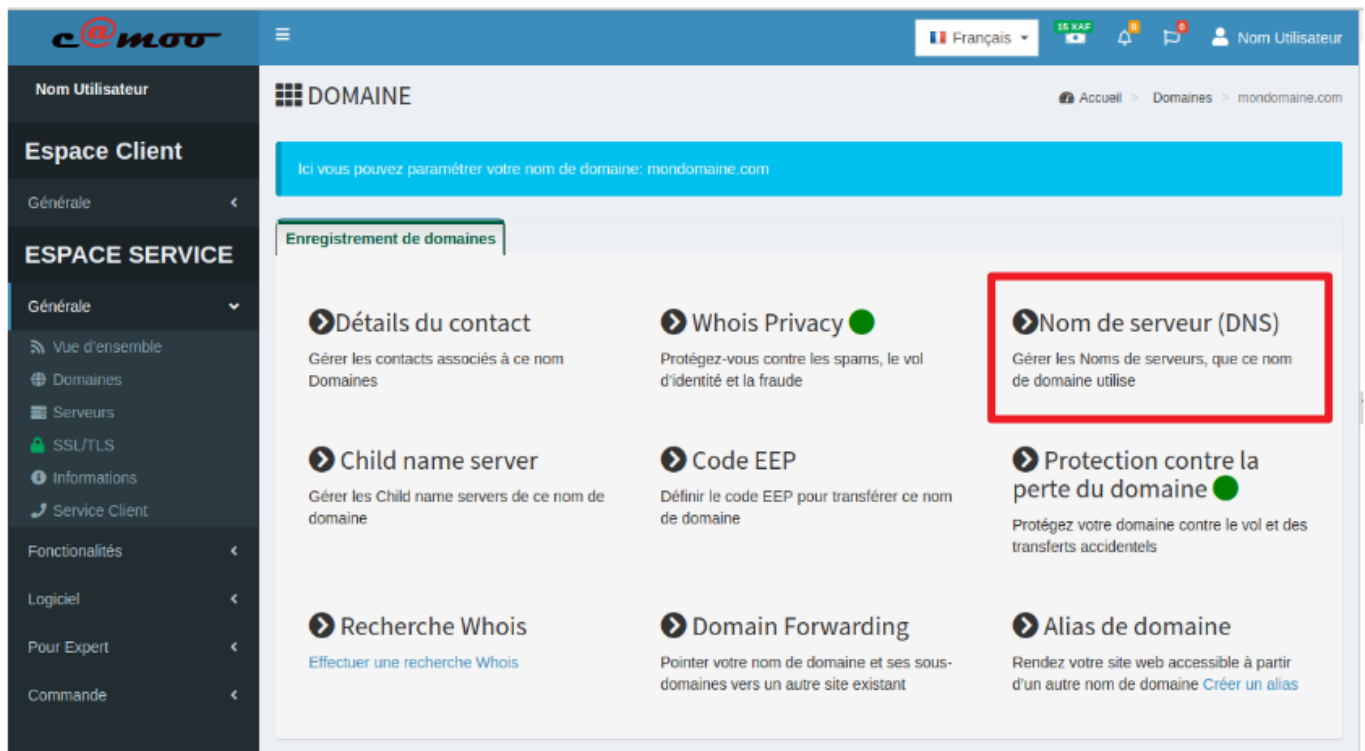 c@moo
Français
15 XAF
0
0
Nom Utilisateur
Nom Utilisateur
DOMAINE
Accueil > Domaines > mondomaine.com
Espace Client
Générale
ESPACE SERVICE
Générale
Vue d'ensemble
Domaines
Serveurs
SSL/TLS
Informations
Service Client
Fonctionalités
Logiciel
Pour Expert
Commande
Ici vous pouvez paramétrer votre nom de domaine: mondomaine.com
Enregistrement de domaines
Détails du contact
Gérer les contacts associés à ce nom
Domaines
Whois Privacy
Protégez-vous contre les spams, le vol
d'identité et la fraude
Nom de serveur (DNS)
Gérer les Noms de serveurs, que ce nom
de domaine utilise
Child name server
Gérer les Child name servers de ce nom de
domaine
Code EEP
Définir le code EEP pour transférer ce nom
de domaine
Protection contre la
perte du domaine
Protégez votre domaine contre le vol et des
transferts accidentels
Recherche Whois
Effectuer une recherche Whois
Domain Forwarding
Pointer votre nom de domaine et ses sous-
domaines vers un autre site existant
Alias de domaine
Rendez votre site web accessible à partir
d'un autre nom de domaine Créer un alias